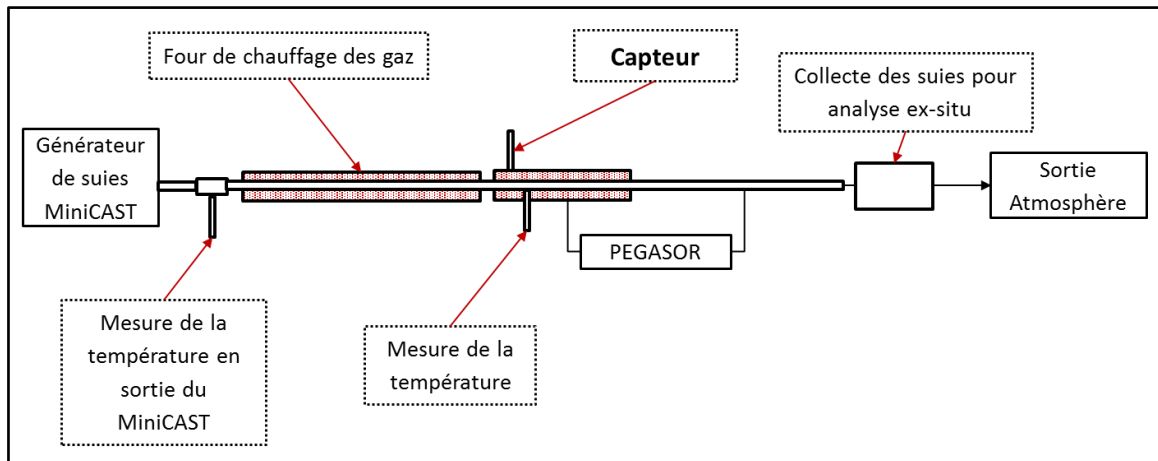 Four de chauffage des gaz
Capteur
Collecte des suies pour
analyse ex-situ
Générateur
de suies
MiniCAST
Sortie
Atmosphère
PEGASOR
Mesure de la
température en
sortie du
MiniCAST
Mesure de la
température